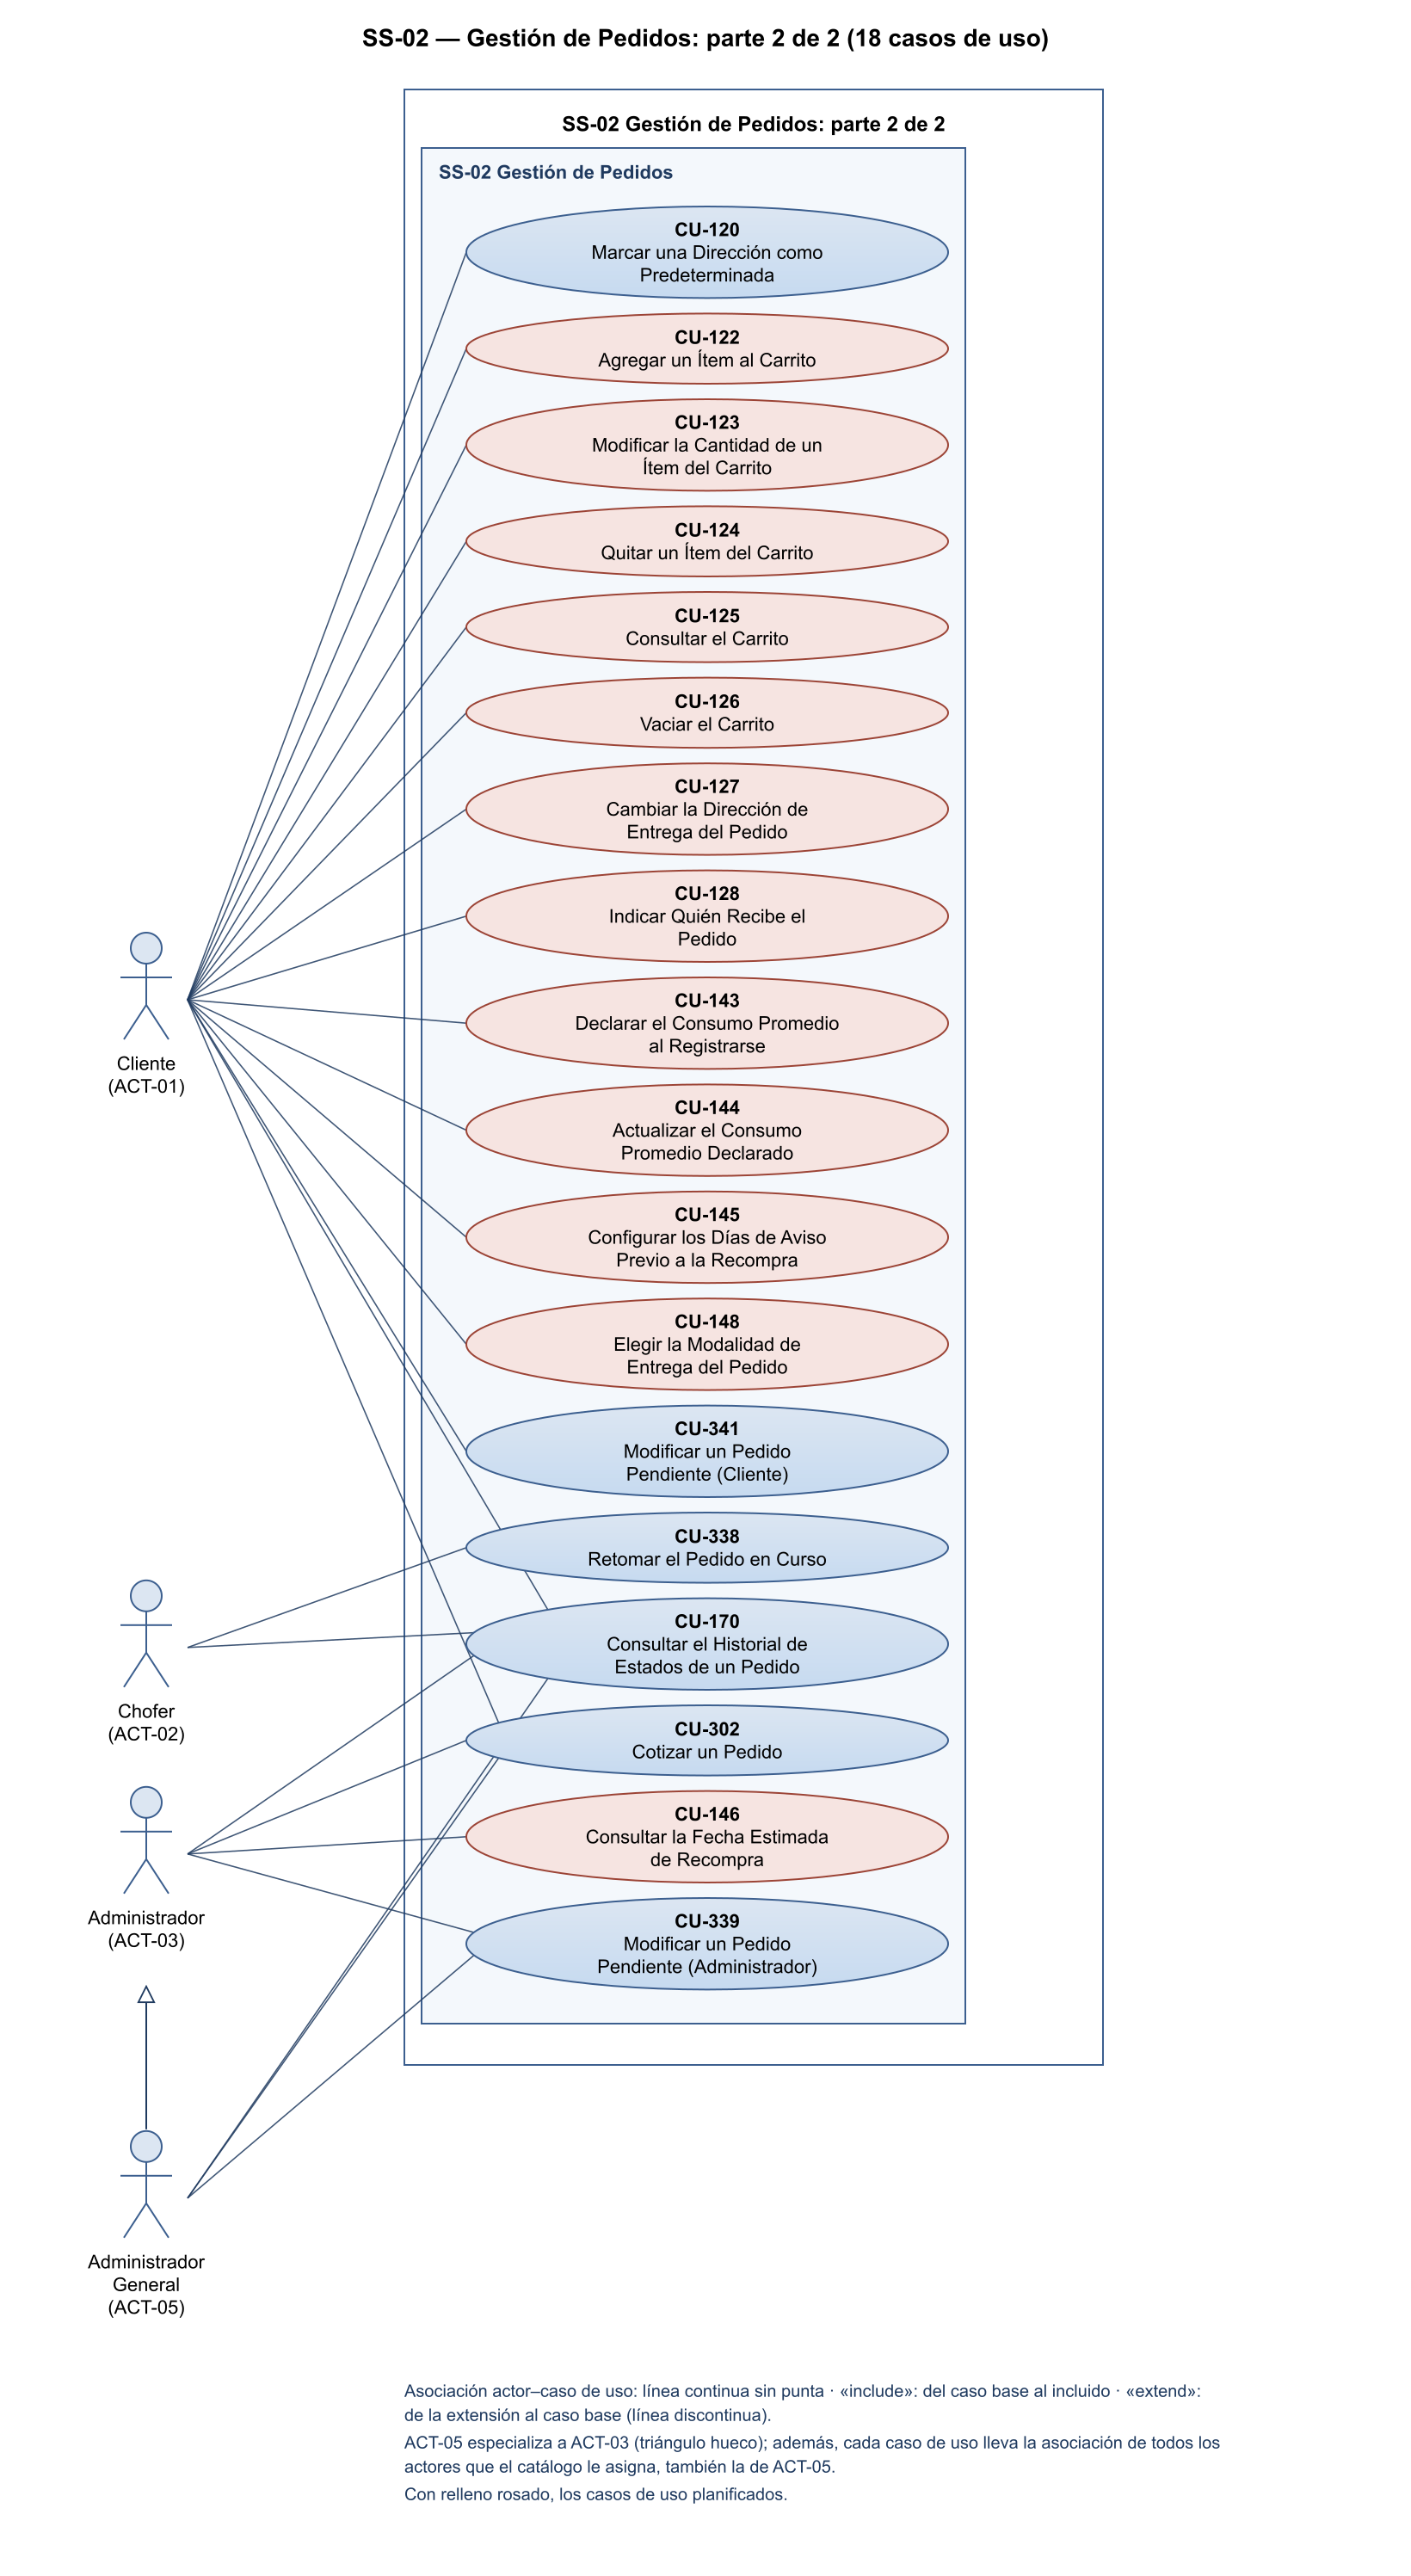 SS-02 — Gestión de Pedidos: parte 2 de 2 (18 casos de uso)
SS-02 Gestión de Pedidos: parte 2 de 2
SS-02 Gestión de Pedidos
CU-120
Marcar una Dirección como
Predeterminada
CU-122
Agregar un Ítem al Carrito
CU-123
Modificar la Cantidad de un
Ítem del Carrito
CU-124
Quitar un Ítem del Carrito
CU-125
Consultar el Carrito
CU-126
Vaciar el Carrito
CU-127
Cambiar la Dirección de
Entrega del Pedido
CU-128
Indicar Quién Recibe el
Pedido
CU-143
Declarar el Consumo Promedio
al Registrarse
CU-144
Actualizar el Consumo
Promedio Declarado
CU-145
Configurar los Días de Aviso
Previo a la Recompra
CU-148
Elegir la Modalidad de
Entrega del Pedido
CU-341
Modificar un Pedido
Pendiente (Cliente)
CU-338
Retomar el Pedido en Curso
CU-170
Consultar el Historial de
Estados de un Pedido
CU-302
Cotizar un Pedido
CU-146
Consultar la Fecha Estimada
de Recompra
CU-339
Modificar un Pedido
Pendiente (Administrador)
Cliente
(ACT-01)
Chofer
(ACT-02)
Administrador
(ACT-03)
Administrador
General
(ACT-05)
Asociación actor–caso de uso: línea continua sin punta · «include»: del caso base al incluido · «extend»:
de la extensión al caso base (línea discontinua).
ACT-05 especializa a ACT-03 (triángulo hueco); además, cada caso de uso lleva la asociación de todos los
actores que el catálogo le asigna, también la de ACT-05.
Con relleno rosado, los casos de uso planificados.